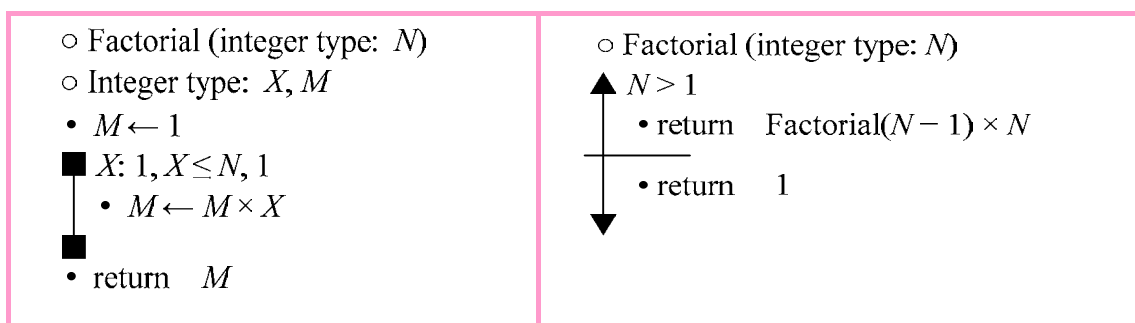 ○ Factorial (integer type: N)
○ Integer type: X, M
• M ← 1
■ X: 1, X ≤ N, 1
• M ← M × X
• return M
○ Factorial (integer type: N)
N > 1
• return Factorial(N − 1) × N
• return 1